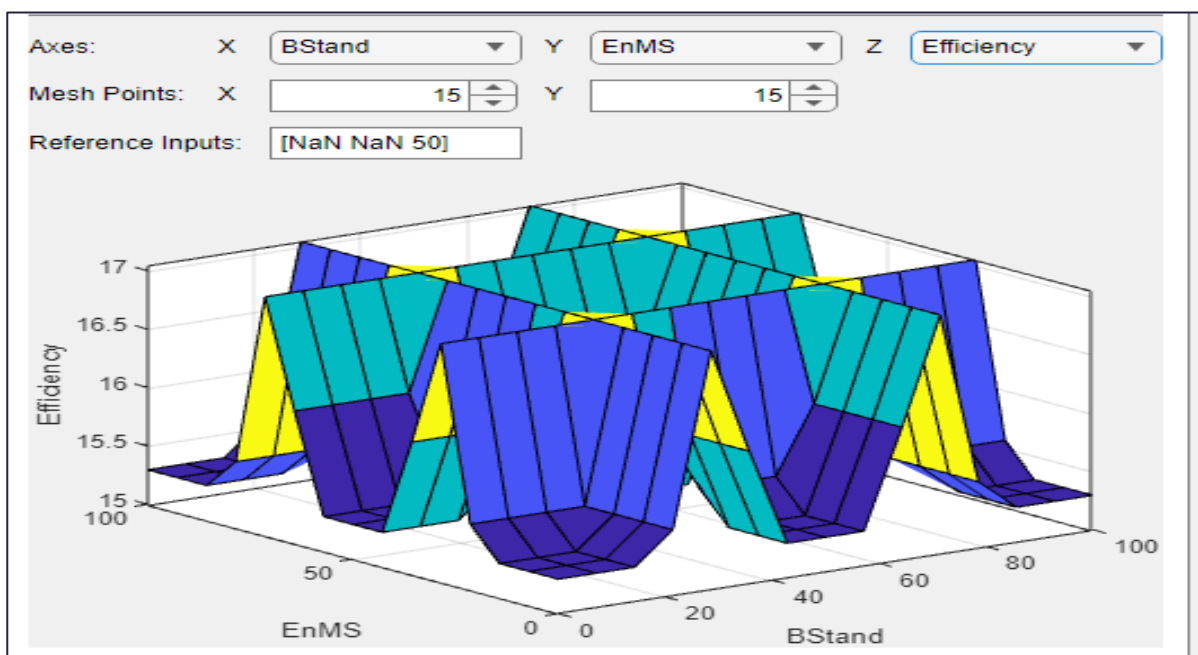 Axes: X BStand Y EnMS Z Efficiency
Mesh Points: X 15 Y 15
Reference Inputs: [NaN NaN 50]
17
16.5
16
15.5
15
Efficiency
100
50
0
EnMS
0
20
40
60
80
100
BStand